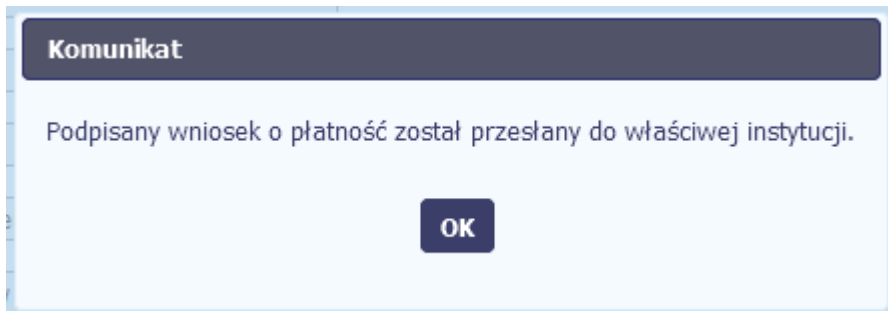 Komunikat
Podpisany wniosek o płatność został przesłany do właściwej instytucji.
OK